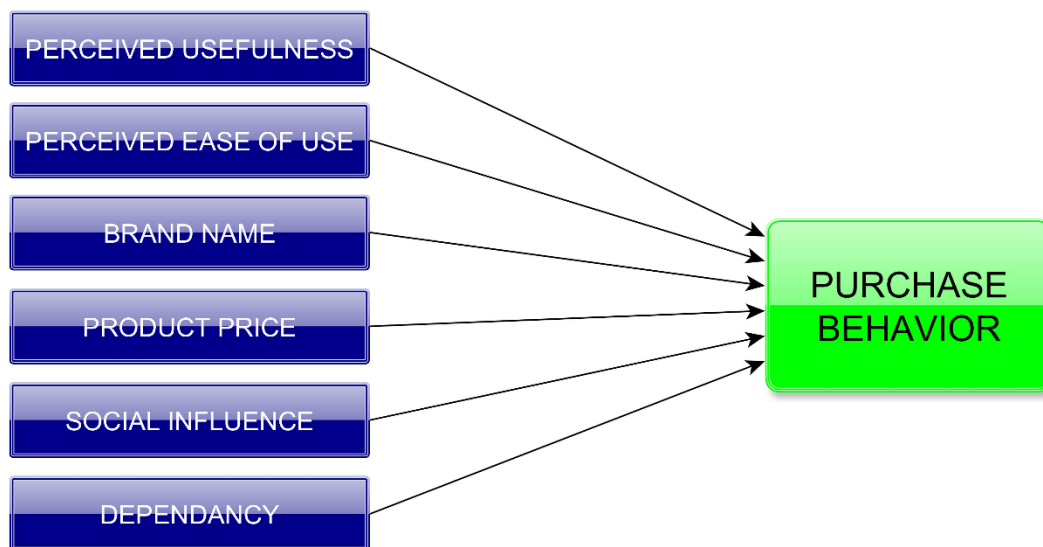 PERCEIVED USEFULNESS
PERCEIVED EASE OF USE
BRAND NAME
PRODUCT PRICE
SOCIAL INFLUENCE
DEPENDANCY
PURCHASE
BEHAVIOR